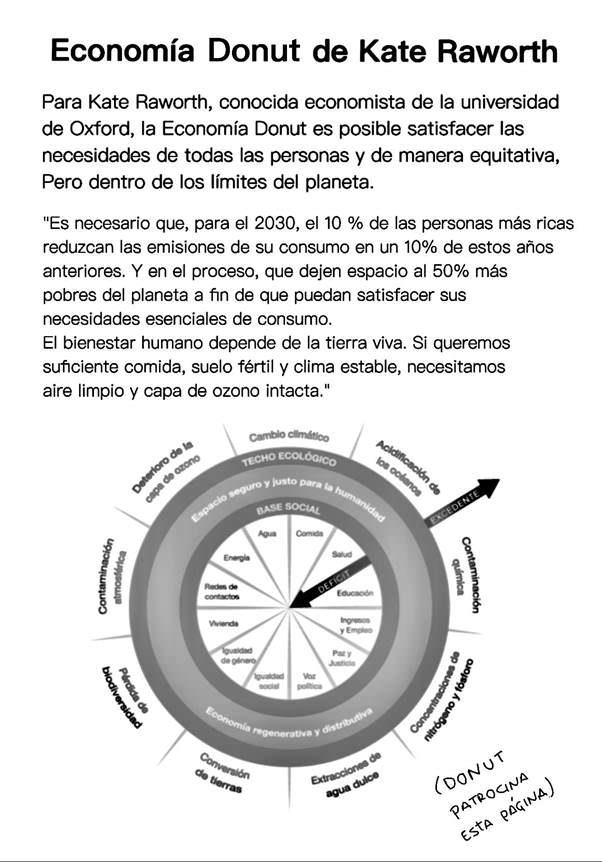 Economía Donut de Kate Raworth
Para Kate Raworth, conocida economista de la universidad
de Oxford, la Economía Donut es posible satisfacer las
necesidades de todas las personas y de manera equitativa,
Pero dentro de los límites del planeta.
"Es necesario que, para el 2030, el 10 % de las personas más ricas
reduzcan las emisiones de su consumo en un 10% de estos años
anteriores. Y en el proceso, que dejen espacio al 50% más
pobres del planeta a fin de que puedan satisfacer sus
necesidades esenciales de consumo.
El bienestar humano depende de la tierra viva. Si queremos
suficiente comida, suelo fértil y clima estable, necesitamos
aire limpio y capa de ozono intacta."
Cambio climático
Acidificación de
los océanos
Contaminación
química
Concentraciones de
nitrógeno y fósforo
Extracciones de
agua dulce
Conversión
de tierras
Pérdida de
biodiversidad
Contaminación
atmosférica
Deterioro de la
capa de ozono
TECHO ECOLÓGICO
Espacio seguro y justo para la humanidad
BASE SOCIAL
EXCEDENTE
DÉFICIT
Agua
Comida
Salud
Educación
Ingresos
y Empleo
Paz y
Justicia
Voz
política
Igualdad
social
Igualdad
de género
Vivienda
Redes de
contactos
Energía
Economía regenerativa y distributiva
(DONUT
PATROCINA
ESTA PÁGINA)